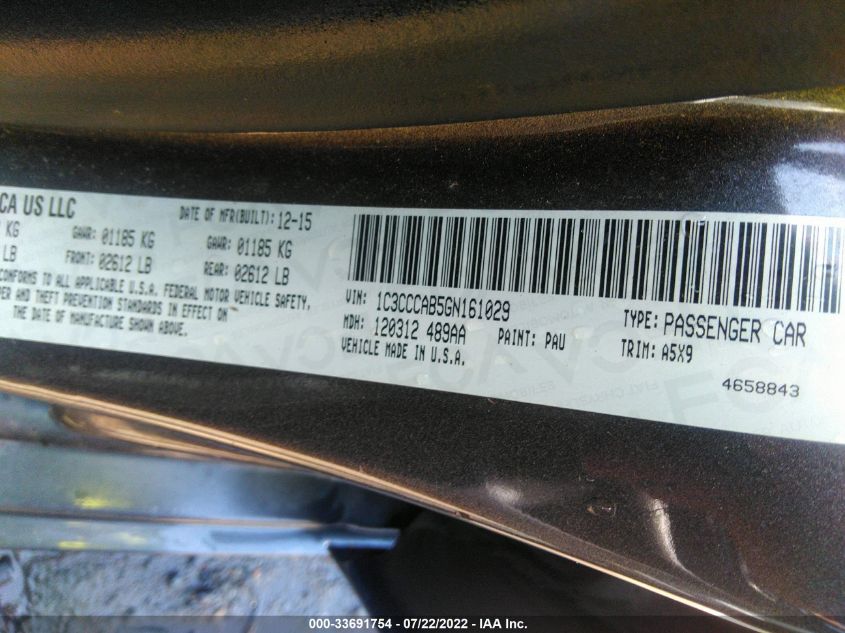 CA US LLC
DATE OF MFR(BUILT): 12-15
KG GAWR: 01185 KG GAWR: 01185 KG
LB FRONT: 02612 LB REAR: 02612 LB
CONFORMS TO ALL APPLICABLE U.S.A. FEDERAL MOTOR VEHICLE SAFETY,
PER AND THEFT PREVENTION STANDARDS IN EFFECT ON
THE DATE OF MANUFACTURE SHOWN ABOVE.
VIN: 1C3CCCAB5GN161029 TYPE: PASSENGER CAR
MDH: 120312 489AA PAINT: PAU TRIM: A5X9
VEHICLE MADE IN U.S.A.
4658843
000-33691754 - 07/22/2022 - IAA Inc.